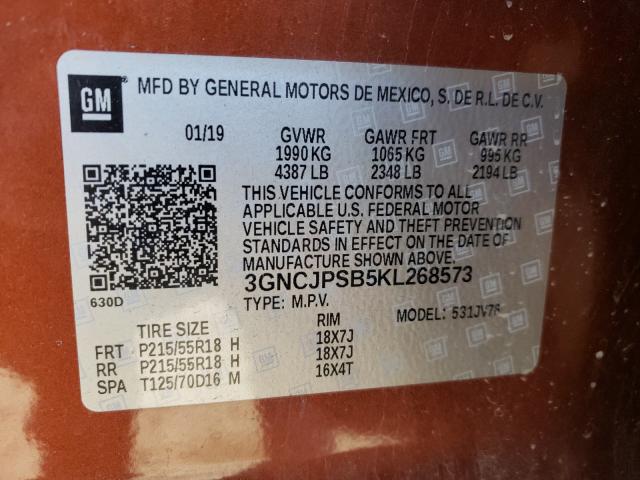 GM
MFD BY GENERAL MOTORS DE MEXICO, S. DE R.L. DE C.V.
01/19 GVWR GAWR FRT GAWR RR
1990 KG 1065 KG 995 KG
4387 LB 2348 LB 2194 LB
THIS VEHICLE CONFORMS TO ALL
APPLICABLE U.S. FEDERAL MOTOR
VEHICLE SAFETY AND THEFT PREVENTION
STANDARDS IN EFFECT ON THE DATE OF
MANUFACTURE SHOWN ABOVE.
3GNCJPSB5KL268573
630D
TYPE: M.P.V. MODEL: 531JV76
TIRE SIZE RIM
FRT P215/55R18 H 18X7J
RR P215/55R18 H 18X7J
SPA T125/70D16 M 16X4T